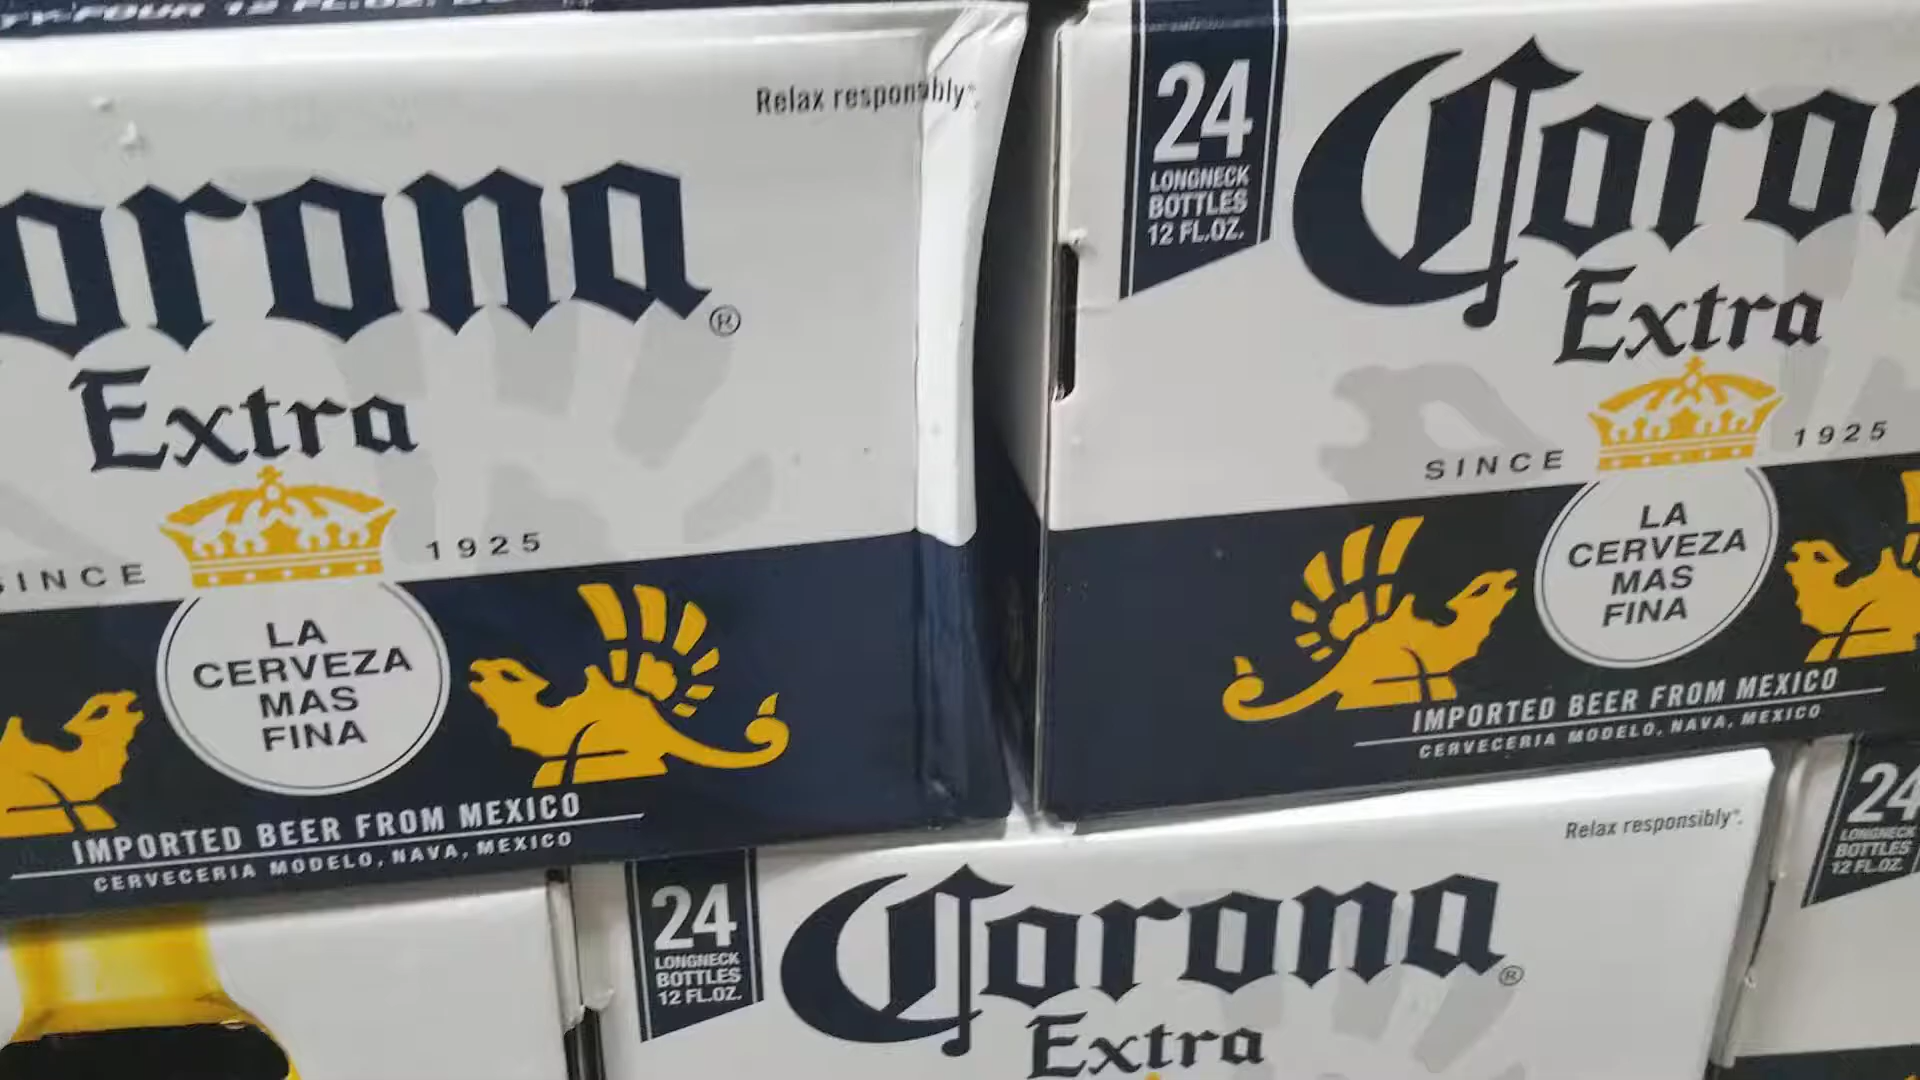 Relax responsibly*.
orona®
Extra
SINCE 1925
LA
CERVEZA
MAS
FINA
IMPORTED BEER FROM MEXICO
CERVECERIA MODELO, NAVA, MEXICO
24
LONGNECK
BOTTLES
12 FL.OZ.
Coron
Extra
SINCE 1925
LA
CERVEZA
MAS
FINA
IMPORTED BEER FROM MEXICO
CERVECERIA MODELO, NAVA, MEXICO
24
LONGNECK
BOTTLES
12 FL.OZ.
Corona®
Extra
Relax responsibly*.
24
LONGNECK
BOTTLES
12 FL.OZ.